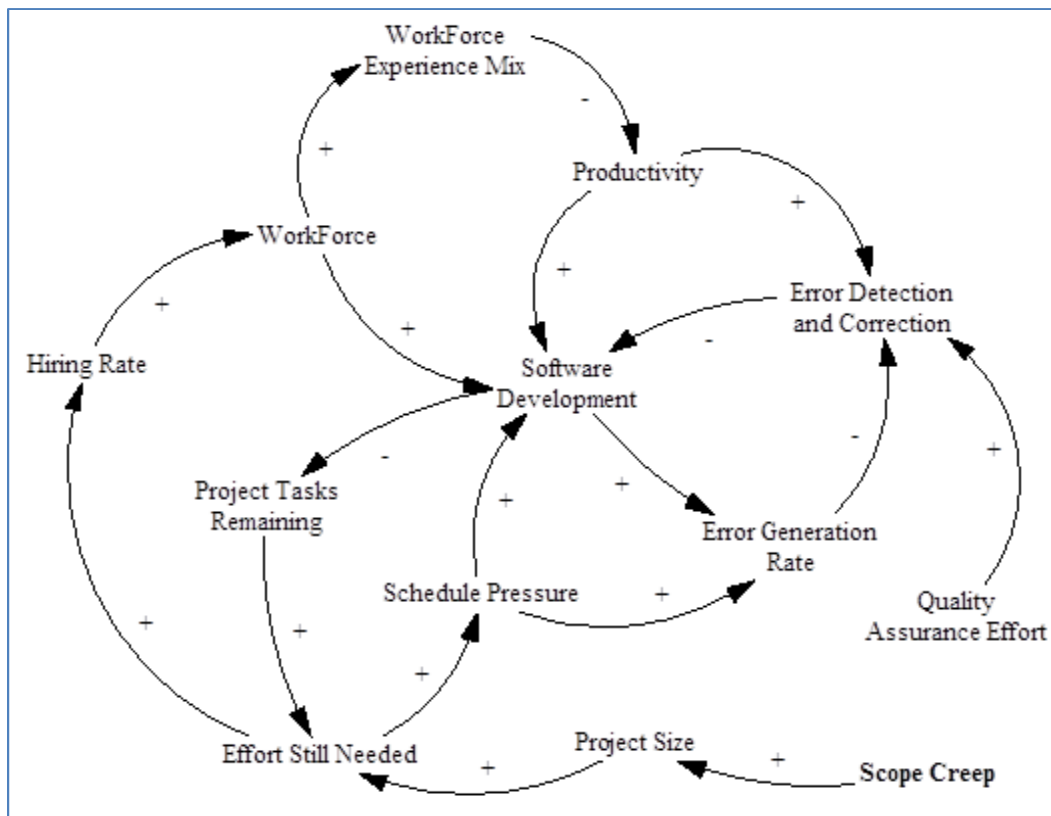 WorkForce
Experience Mix
-
+
Productivity
+
WorkForce
+
+
+
Error Detection
and Correction
-
Hiring Rate
Software
Development
-
-
+
Project Tasks
Remaining
+
+
Error Generation
Rate
Schedule Pressure
+
Quality
Assurance Effort
+
+
+
Effort Still Needed
Project Size
+
+
Scope Creep